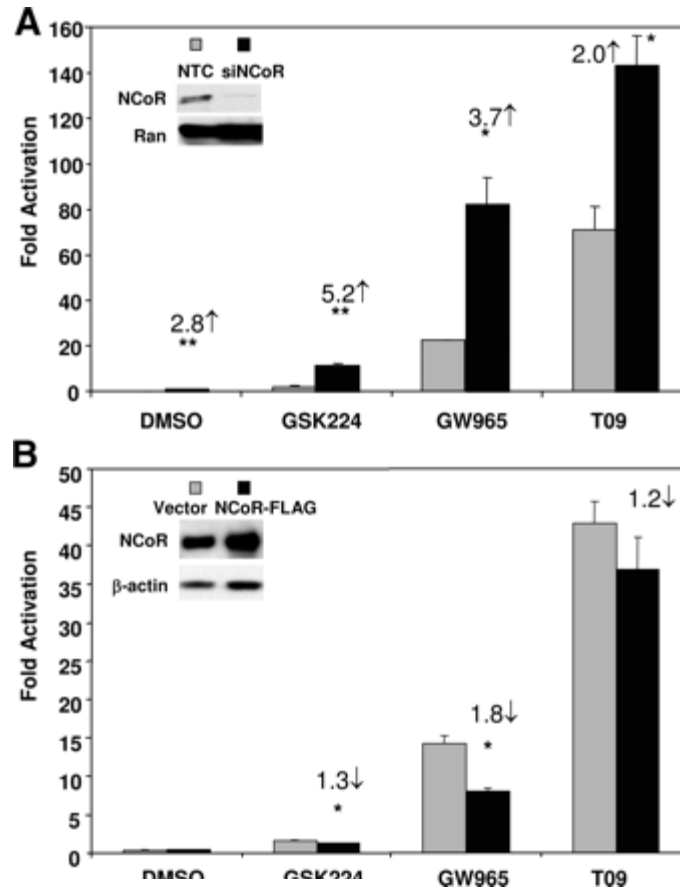 A
160
140
120
100
80
60
40
20
0
Fold Activation
NTC siNCoR
NCoR
Ran
2.8↑
**
5.2↑
**
3.7↑
*
2.0↑ *
DMSO GSK224 GW965 T09
B
50
45
40
35
30
25
20
15
10
5
0
Fold Activation
Vector NCoR-FLAG
NCoR
β-actin
1.3↓
*
1.8↓
*
1.2↓
DMSO GSK224 GW965 T09